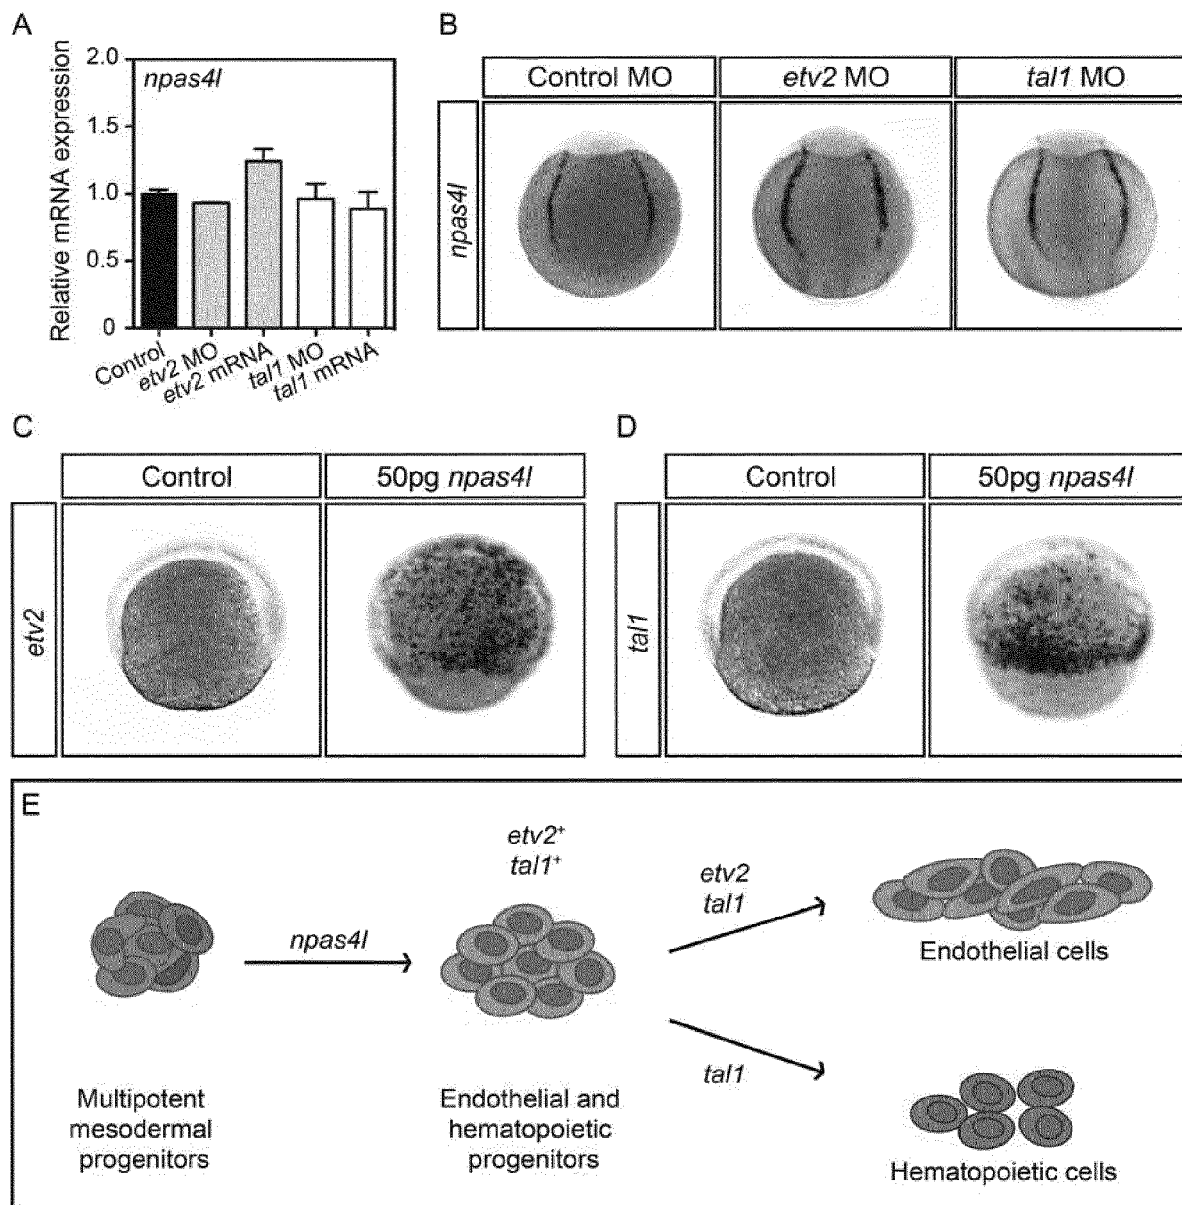 A
2.0
1.5
1.0
0.5
0
Relative mRNA expression
npas4l
Control
etv2 MO
etv2 mRNA
tal1 MO
tal1 mRNA
B
Control MO
etv2 MO
tal1 MO
npas4l
C
Control
50pg npas4l
etv2
D
Control
50pg npas4l
tal1
E
etv2⁺
tal1⁺
npas4l
etv2
tal1
tal1
Endothelial cells
Multipotent
mesodermal
progenitors
Endothelial and
hematopoietic
progenitors
Hematopoietic cells